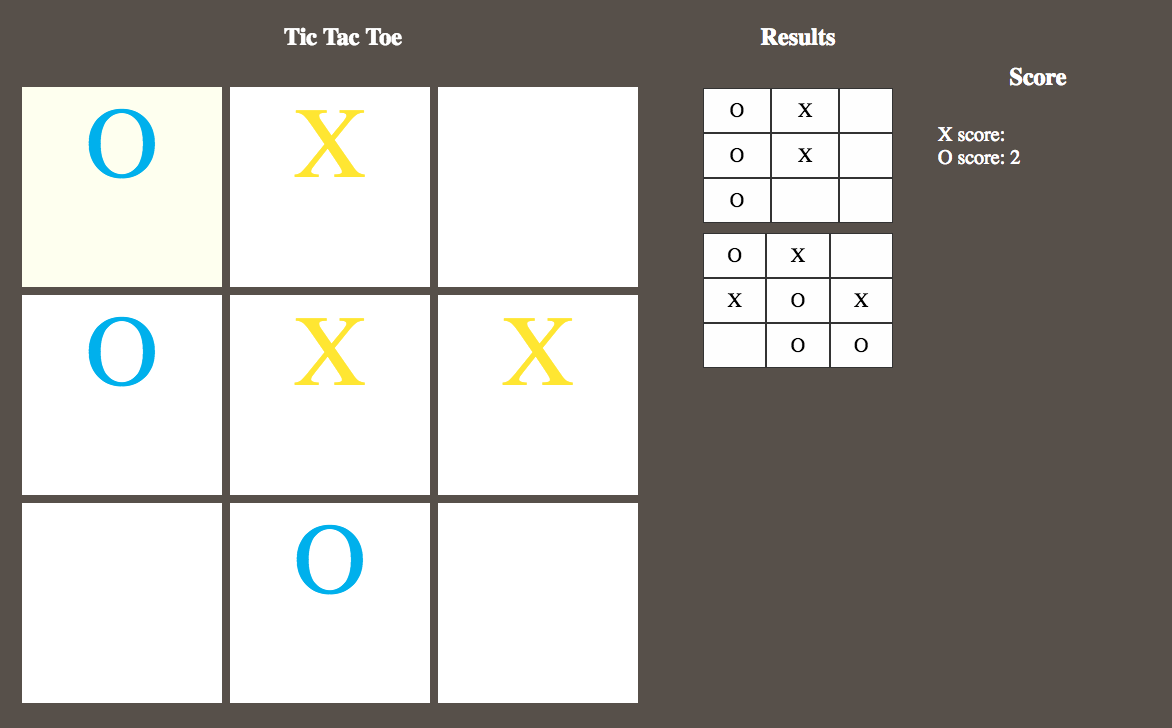 Tic Tac Toe
O X
O X X
O
Results
O X
O X
O
O X
X O X
O O
Score
X score:
O score: 2